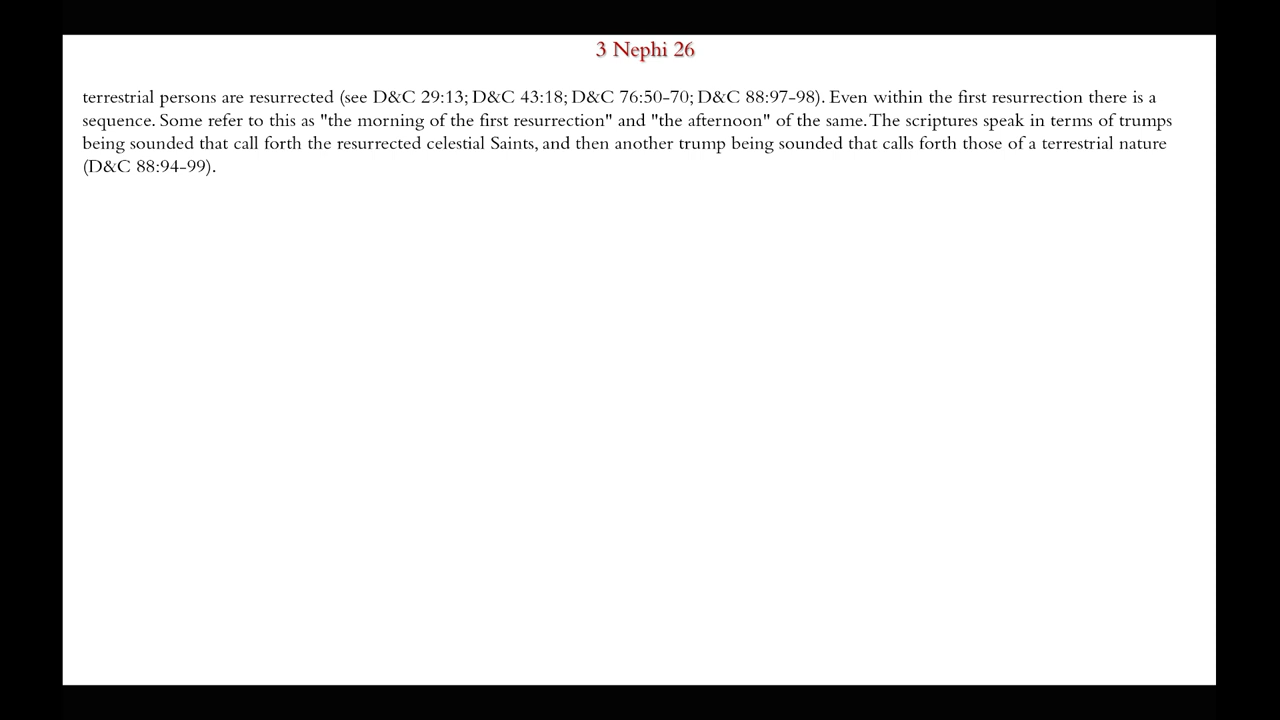 3 Nephi 26
terrestrial persons are resurrected (see D&C 29:13; D&C 43:18; D&C 76:50-70; D&C 88:97-98). Even within the first resurrection there is a
sequence. Some refer to this as "the morning of the first resurrection" and "the afternoon" of the same. The scriptures speak in terms of trumps
being sounded that call forth the resurrected celestial Saints, and then another trump being sounded that calls forth those of a terrestrial nature
(D&C 88:94-99).